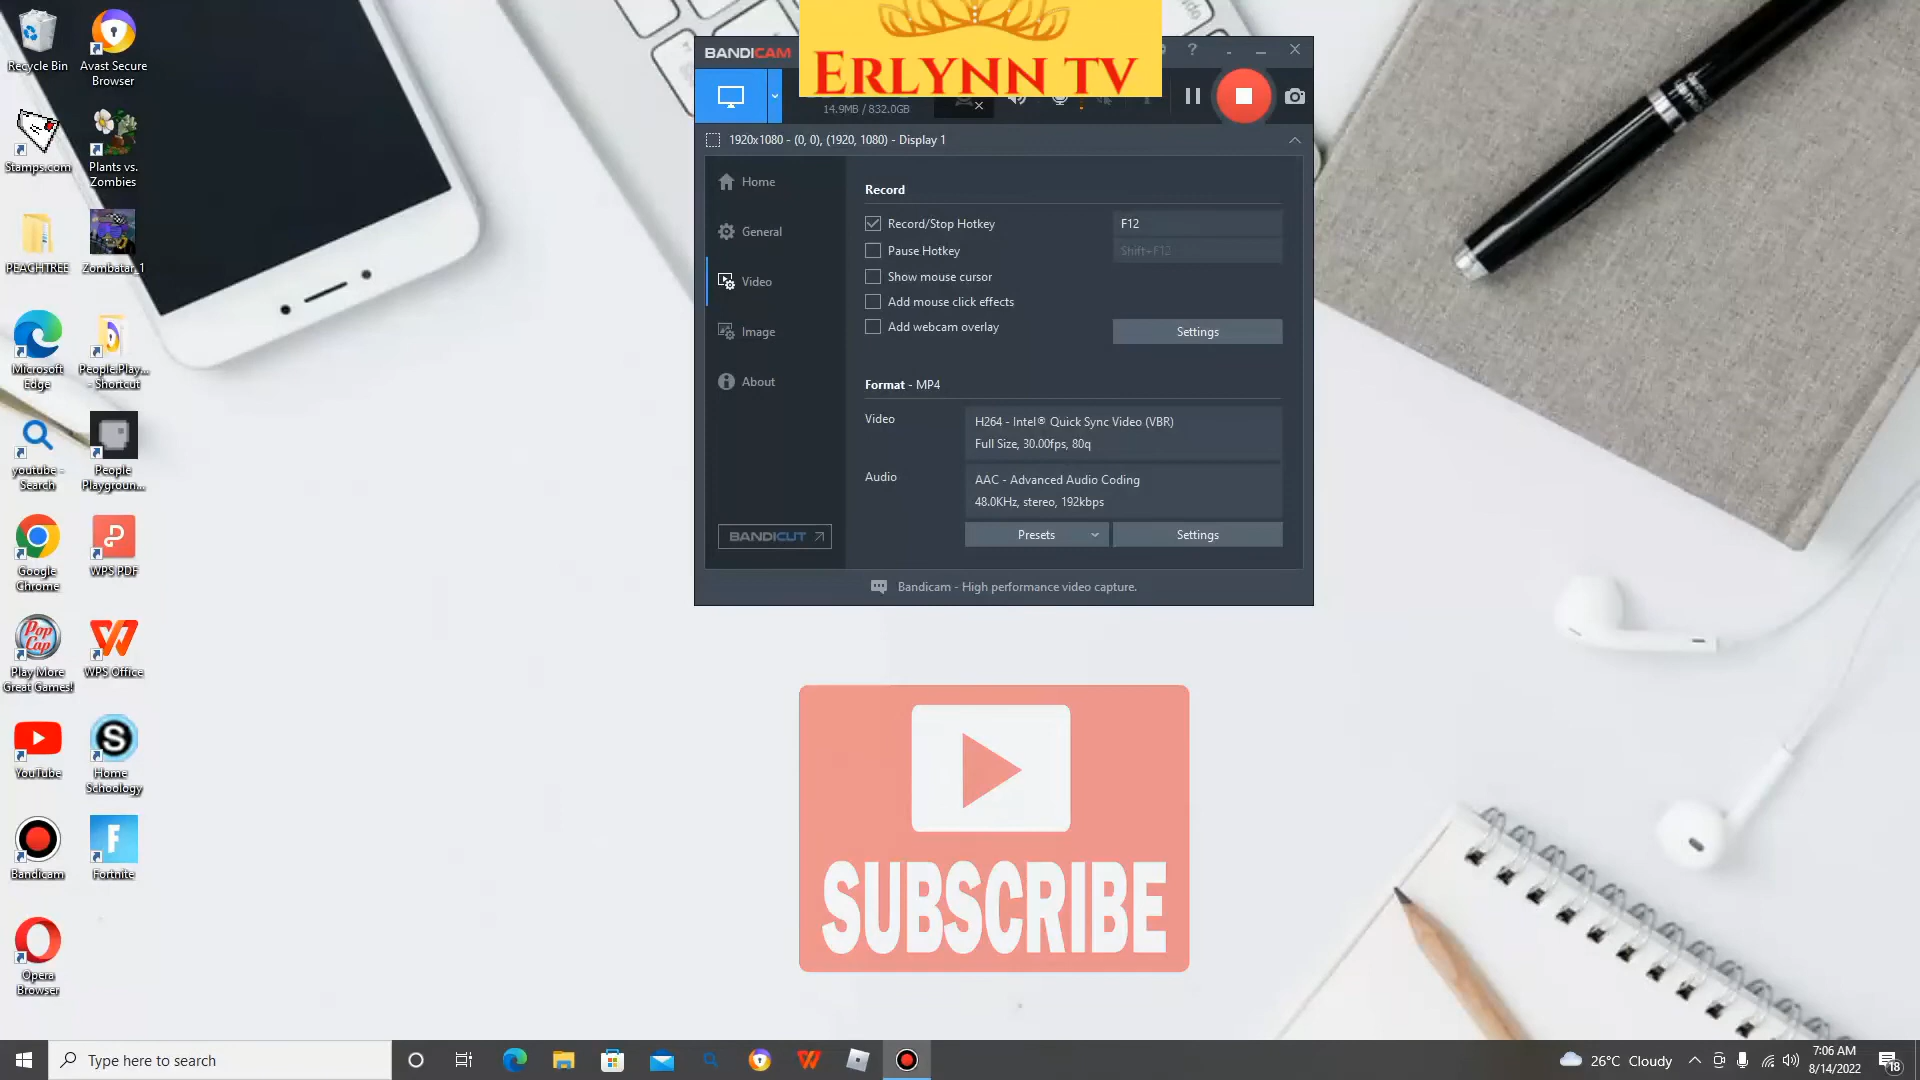 Recycle Bin
Avast Secure
Browser
Stamps.com
Plants vs.
Zombies
PEACHTREE
Zombatar_1
Microsoft
Edge
People.Play...
- Shortcut
youtube -
Search
People
Playgroun...
Google
Chrome
WPS PDF
Pop
Cap
Play More
Great Games!
WPS Office
YouTube
Home
Schoology
Bandicam
Fortnite
Opera
Browser
BANDICAM
ERLYNN TV
14.9MB / 832.0GB
1920x1080 - (0, 0), (1920, 1080) - Display 1
Home
General
Video
Image
About
BANDICUT
Record
Record/Stop Hotkey
F12
Pause Hotkey
Shift+F12
Show mouse cursor
Add mouse click effects
Add webcam overlay
Settings
Format - MP4
Video
H264 - Intel® Quick Sync Video (VBR)
Full Size, 30.00fps, 80q
Audio
AAC - Advanced Audio Coding
48.0KHz, stereo, 192kbps
Presets
Settings
Bandicam - High performance video capture.
SUBSCRIBE
Type here to search
26°C Cloudy
7:06 AM
8/14/2022
18